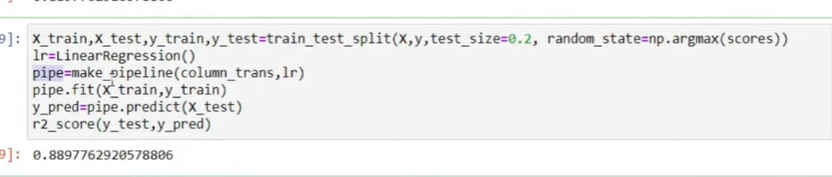 9]:
X_train,X_test,y_train,y_test=train_test_split(X,y,test_size=0.2, random_state=np.argmax(scores))
lr=LinearRegression()
pipe=make_pipeline(column_trans,lr)
pipe.fit(X_train,y_train)
y_pred=pipe.predict(X_test)
r2_score(y_test,y_pred)
9]: 0.8897762920578806